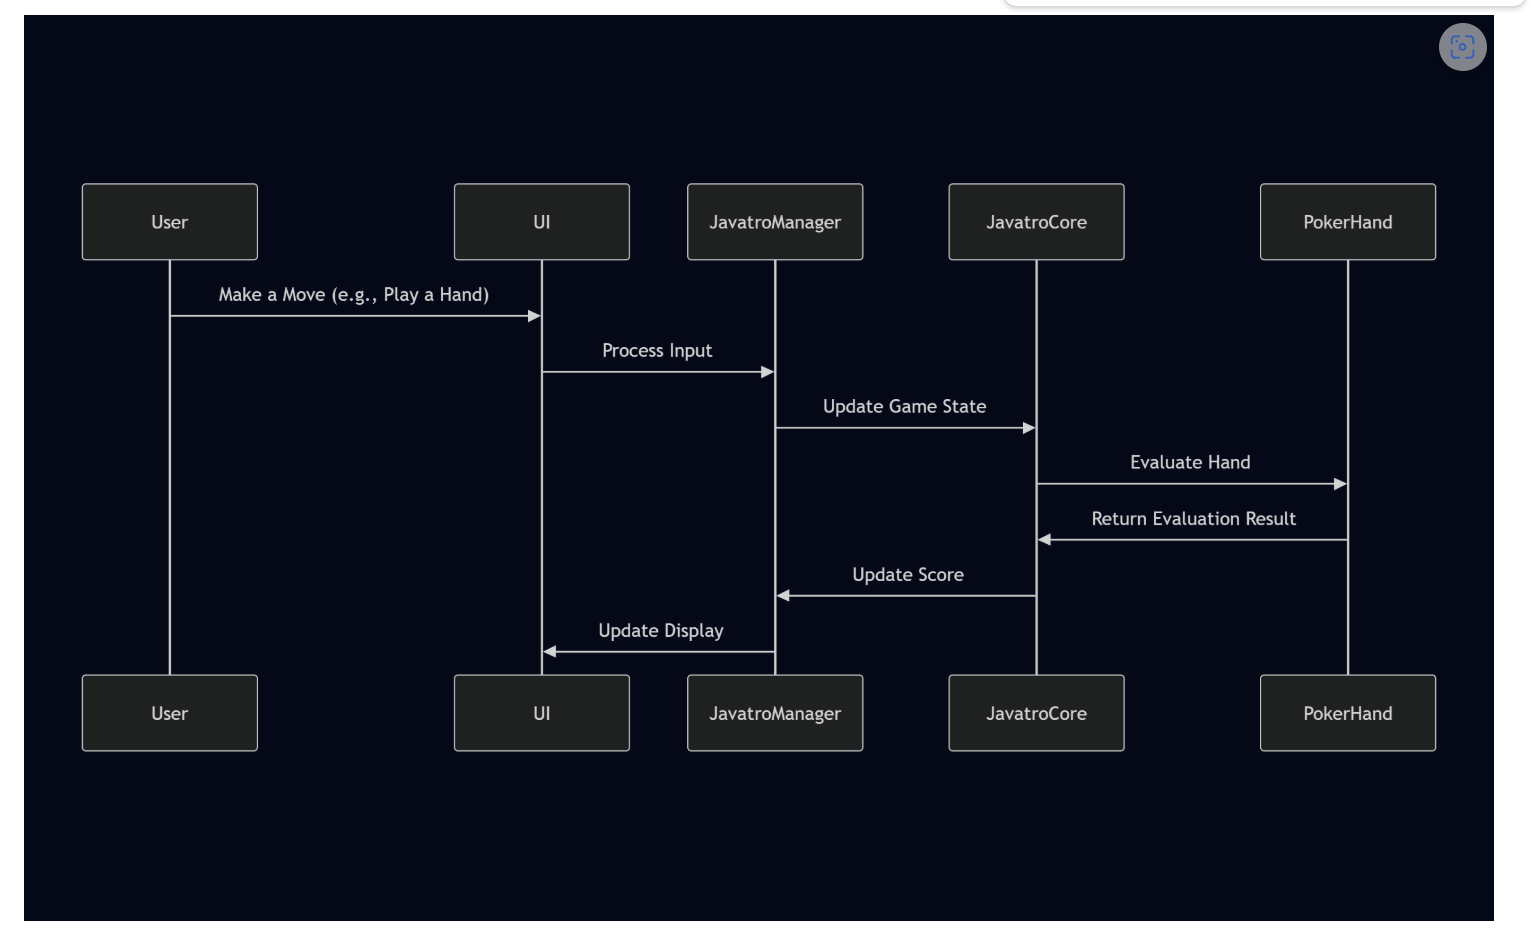 User
UI
JavatroManager
JavatroCore
PokerHand
Make a Move (e.g., Play a Hand)
Process Input
Update Game State
Evaluate Hand
Return Evaluation Result
Update Score
Update Display
User
UI
JavatroManager
JavatroCore
PokerHand